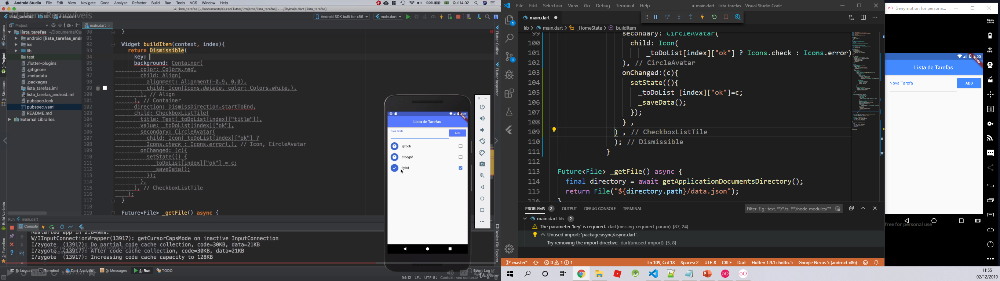 Android Studio File Edit View Navigate Code Analyze Refactor Build Run Tools VCS Window Help 100% Qui 14:02
lista_tarefas [~/Documents/CursoFlutter/Projetos/lista_tarefas] - .../lib/main.dart [lista_tarefas]
73. Itens Removíveis
lista_tarefas lib main.dart Android SDK built for x86 main.dart
Project main.dart
Captures
1: Project
Z: Structure
Build Variants
2: Favorites
lista_tarefas ~/Documents/Cu
android [lista_tarefas_andr
ios
lib
test
.flutter-plugins
.gitignore
.metadata
.packages
lista_tarefas.iml
lista_tarefas_android.iml
pubspec.lock
pubspec.yaml
README.md
External Libraries
90 }
91
92 Widget buildItem(context, index){
93 return Dismissible(
94 key:
95 background: Container(
96 color: Colors.red,
97 child: Align(
98 alignment: Alignment(-0.9, 0.0),
99 child: Icon(Icons.delete, color: Colors.white,),
100 ), // Align
101 ), // Container
102 direction: DismissDirection.startToEnd,
103 child: CheckboxListTile(
104 title: Text(_toDoList[index]["title"]),
105 value: _toDoList[index]["ok"],
106 secondary: CircleAvatar(
107 child: Icon(_toDoList[index]["ok"] ?
108 Icons.check : Icons.error),), // Icon, CircleAvatar
109 onChanged: (c){
110 setState(() {
111 _toDoList[index]["ok"] = c;
112 _saveData();
113 });
114 },
115 ), // CheckboxListTile
116 );
117 }
118
119 Future<File> _getFile() async {
Flutter Outline
Flutter Inspector
Device File Explorer
Lista de Tarefas
Nova Tarefa
ADD
sjifbdb
dvbdgbf
fgfhd
Run main.dart
Console
Restarted app in 2.849ms.
W/IInputConnectionWrapper(13917): getCursorCapsMode on inactive InputConnection
I/zygote (13917): Do partial code cache collection, code=30KB, data=21KB
I/zygote (13917): After code cache collection, code=30KB, data=21KB
I/zygote (13917): Increasing code cache capacity to 128KB
6: Logcat Terminal Dart Analysis 0: Messages 4: Run TODO Event Log
1.25x 5:55 / 7:21
94:12 LF UTF-8 Context: <no context>
Udemy
File Edit Selection View Go Debug Terminal Help ● main.dart - lista_tarefas - Visual Studio Code
main.dart
lib > main.dart > _HomeState > buildItem
99 secondary: CircleAvatar(
100 child: Icon(
101 _toDoList[index]["ok"] ? Icons.check : Icons.error)
102 ), // CircleAvatar
103 onChanged:(c){
104 setState((){
105 _toDoList [index]["ok"]=c;
106 _saveData();
107 });
108 } ,
109 ) , // CheckboxListTile
110 ); // Dismissible
111 }
112
113 Future<File> _getFile() async {
114 final directory = await getApplicationDocumentsDirectory();
115 return File("${directory.path}/data.json");
116 }
PROBLEMS 2 OUTPUT DEBUG CONSOLE TERMINAL Filter. E.g.: text, **/*.ts, !**/node_modules/**
main.dart lib 2
The parameter 'key' is required. dart(missing_required_param) [87, 24]
Unused import: 'package:async/async.dart'.
Try removing the import directive. dart(unused_import) [5, 8]
master* 0 1 1 Ln 109, Col 18 Spaces: 2 UTF-8 CRLF Dart Flutter: 1.9.1+hotfix.5 Google Nexus 5 (android-x86)
Genymotion for persona...
8:55
Lista de Tarefas
Nova Tarefa
ADD
free for personal use
OPEN GAPPS
GPS
ID
11:55
02/12/2019